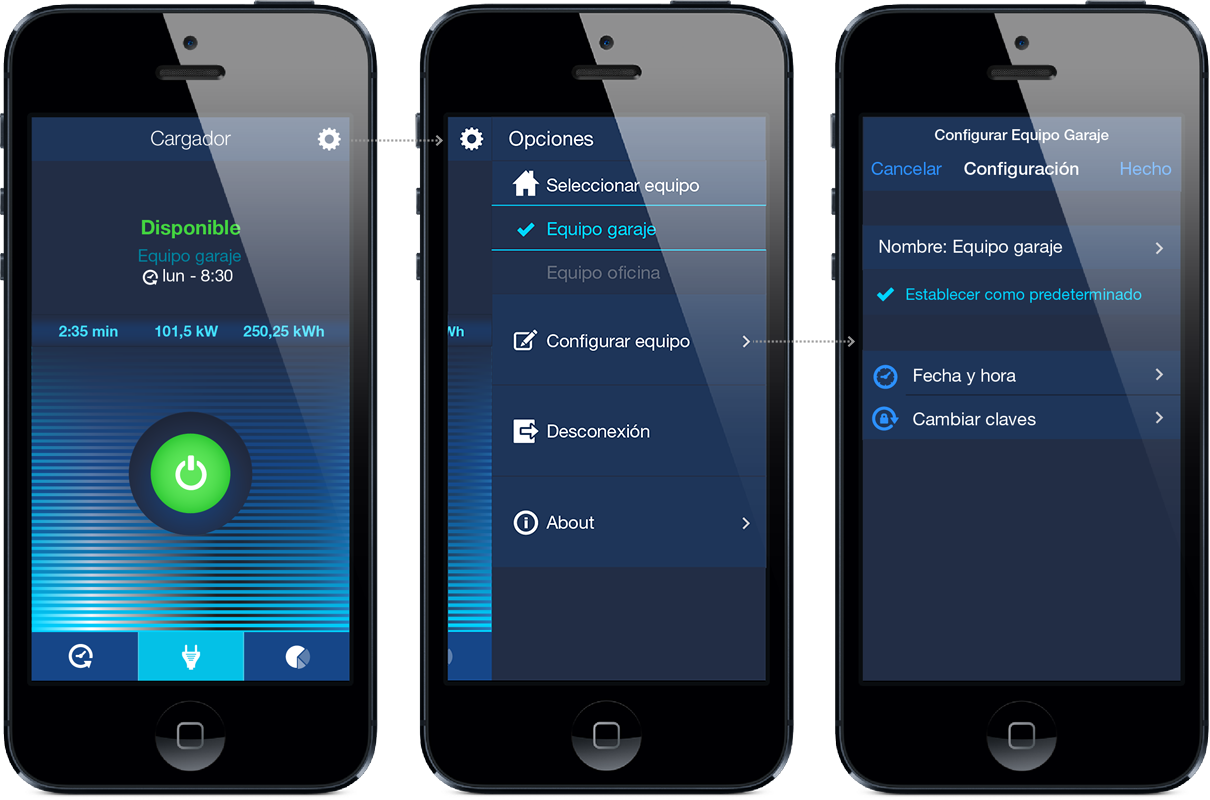 Cargador
Disponible
Equipo garaje
lun - 8:30
2:35 min 101,5 kW 250,25 kWh
Opciones
Seleccionar equipo
Equipo garaje
Equipo oficina
Wh
Configurar equipo
Desconexión
About
Configurar Equipo Garaje
Cancelar Configuración Hecho
Nombre: Equipo garaje
Establecer como predeterminado
Fecha y hora
Cambiar claves